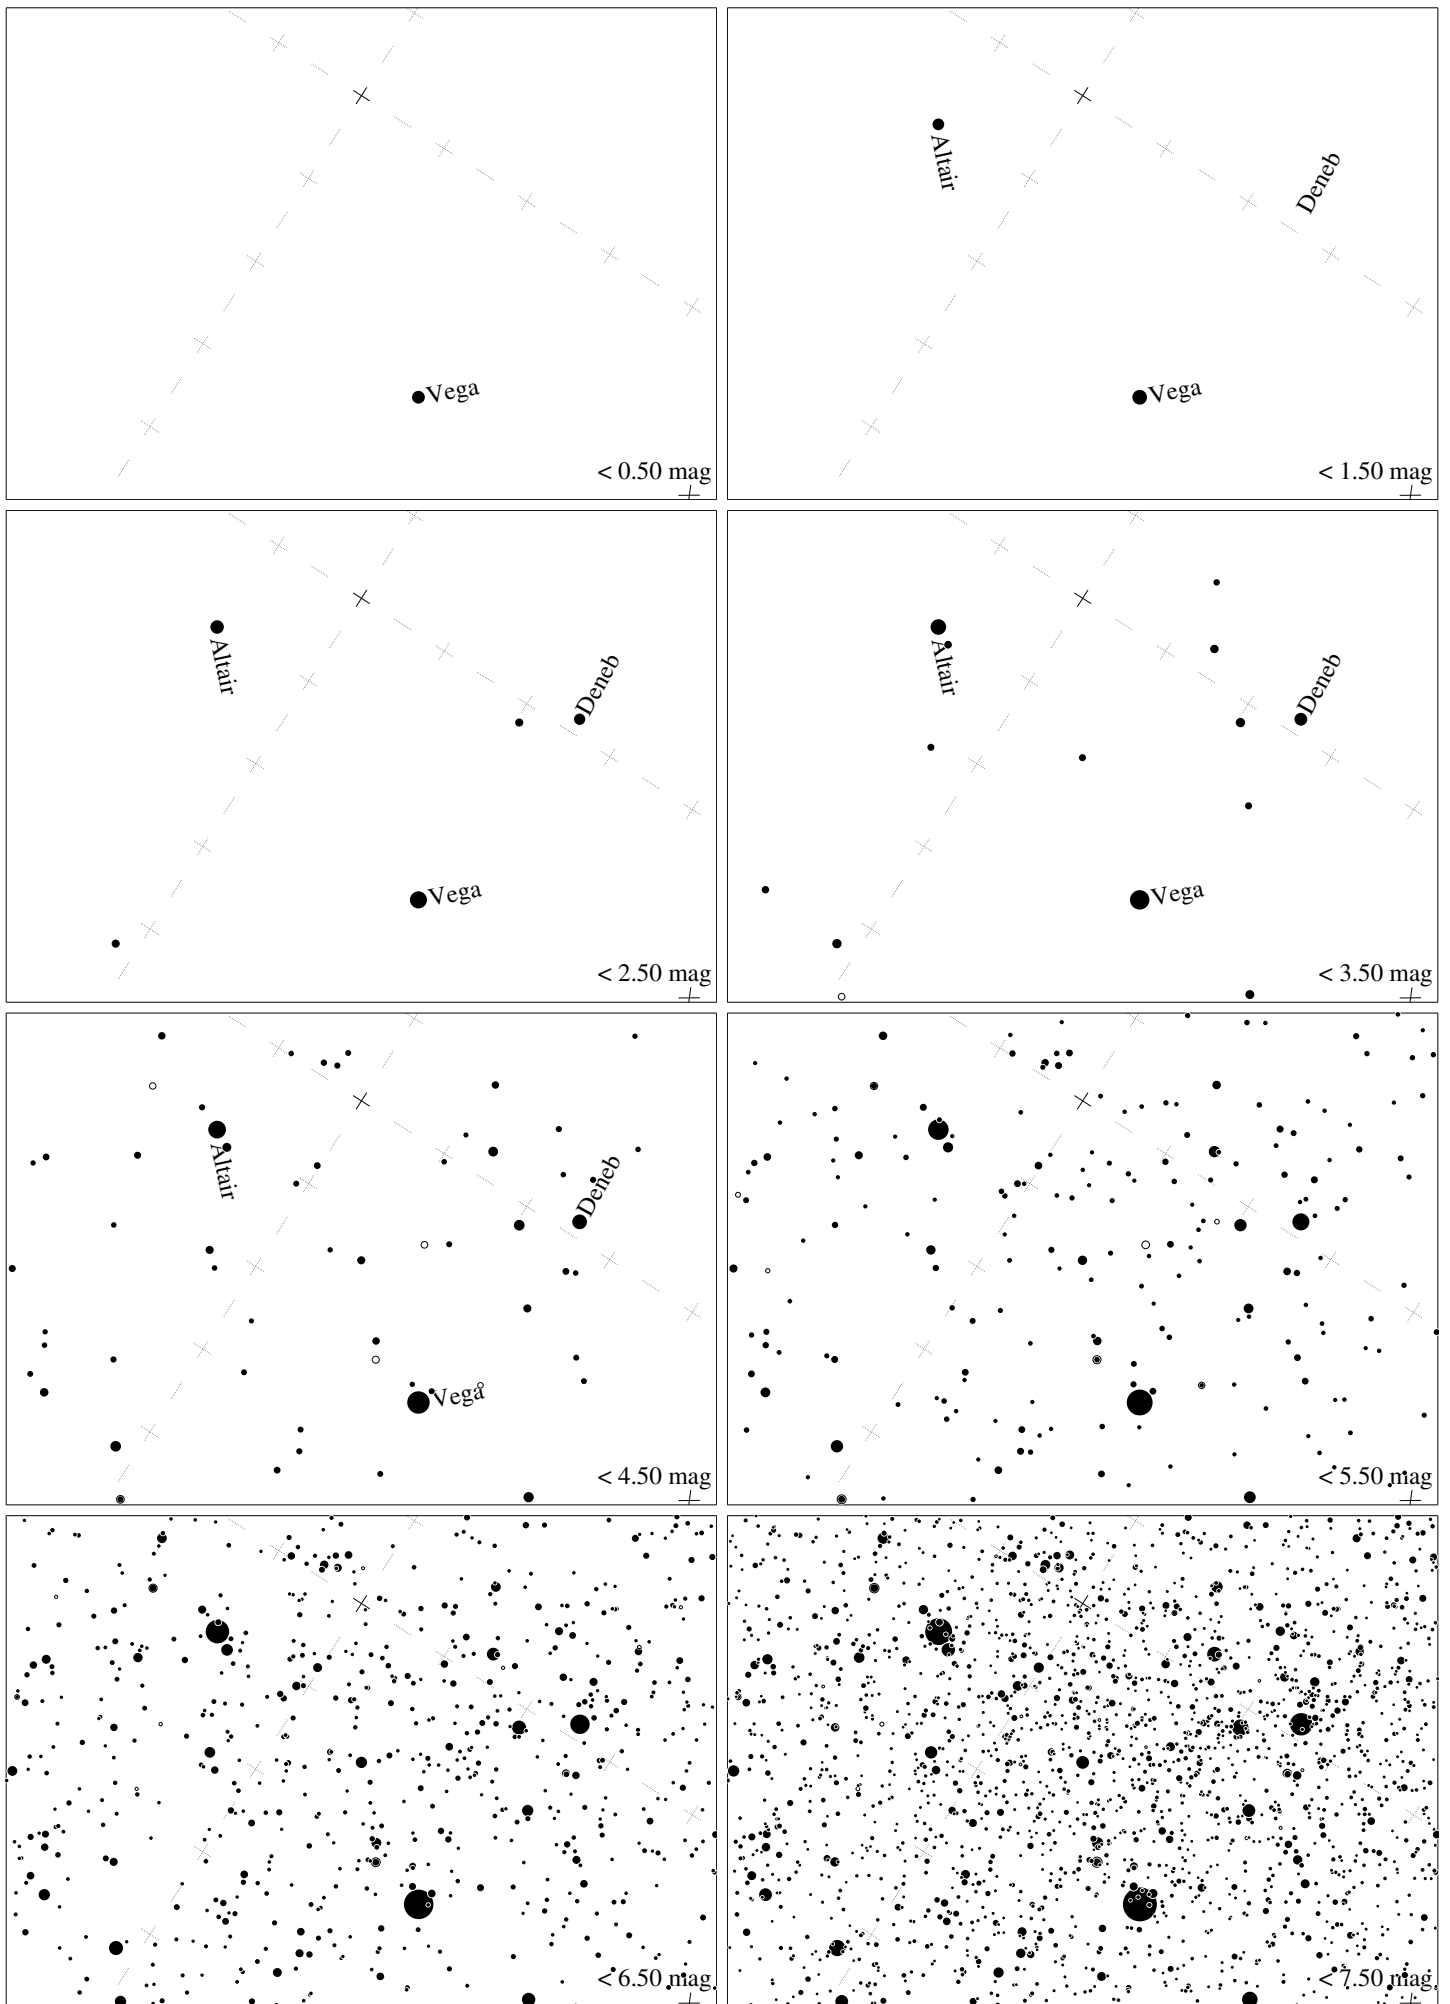 Vega
< 0.50 mag
Altair
Deneb
Vega
< 1.50 mag
Altair
Deneb
Vega
< 2.50 mag
Altair
Deneb
Vega
< 3.50 mag
Altair
Deneb
Vega
< 4.50 mag
< 5.50 mag
< 6.50 mag
< 7.50 mag